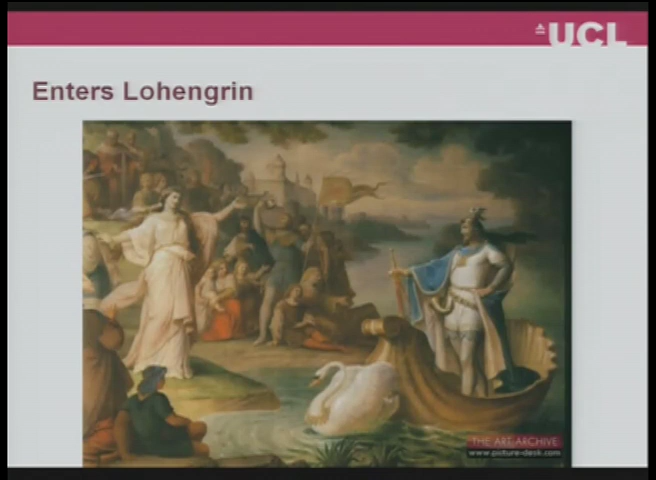 UCL
Enters Lohengrin
THE ART ARCHIVE
www.picture-desk.com